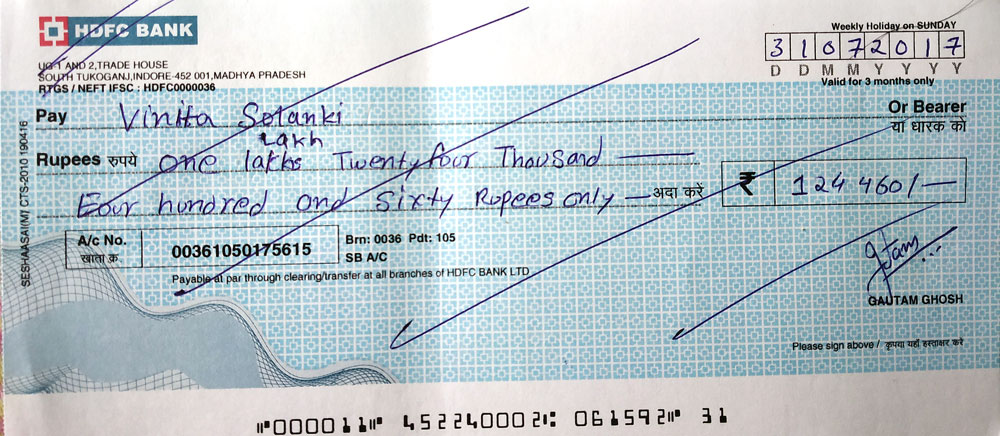 HDFC BANK
UG-1 AND 2,TRADE HOUSE
SOUTH TUKOGANJ,INDORE-452 001,MADHYA PRADESH
RTGS / NEFT IFSC : HDFC0000036
Weekly Holiday on SUNDAY
3 1 0 7 2 0 1 7
D D M M Y Y Y Y
Valid for 3 months only
Pay Vinita Solanki Or Bearer
या धारक को
Lakh
Rupees रुपये One lakhs Twenty four Thousand
Four hundred and Sixty Rupees only — अदा करें ₹ 124 460/—
A/c No. 00361050175615 Brn: 0036 Pdt: 105
खाता क्र SB A/C
Payable at par through clearing/transfer at all branches of HDFC BANK LTD
GAUTAM GHOSH
Please sign above / कृपया यहाँ हस्ताक्षर करें
SESHAASAI(M) CTS-2010 190416
⑈000011⑈ 452240002⑆ 061592⑈ 31